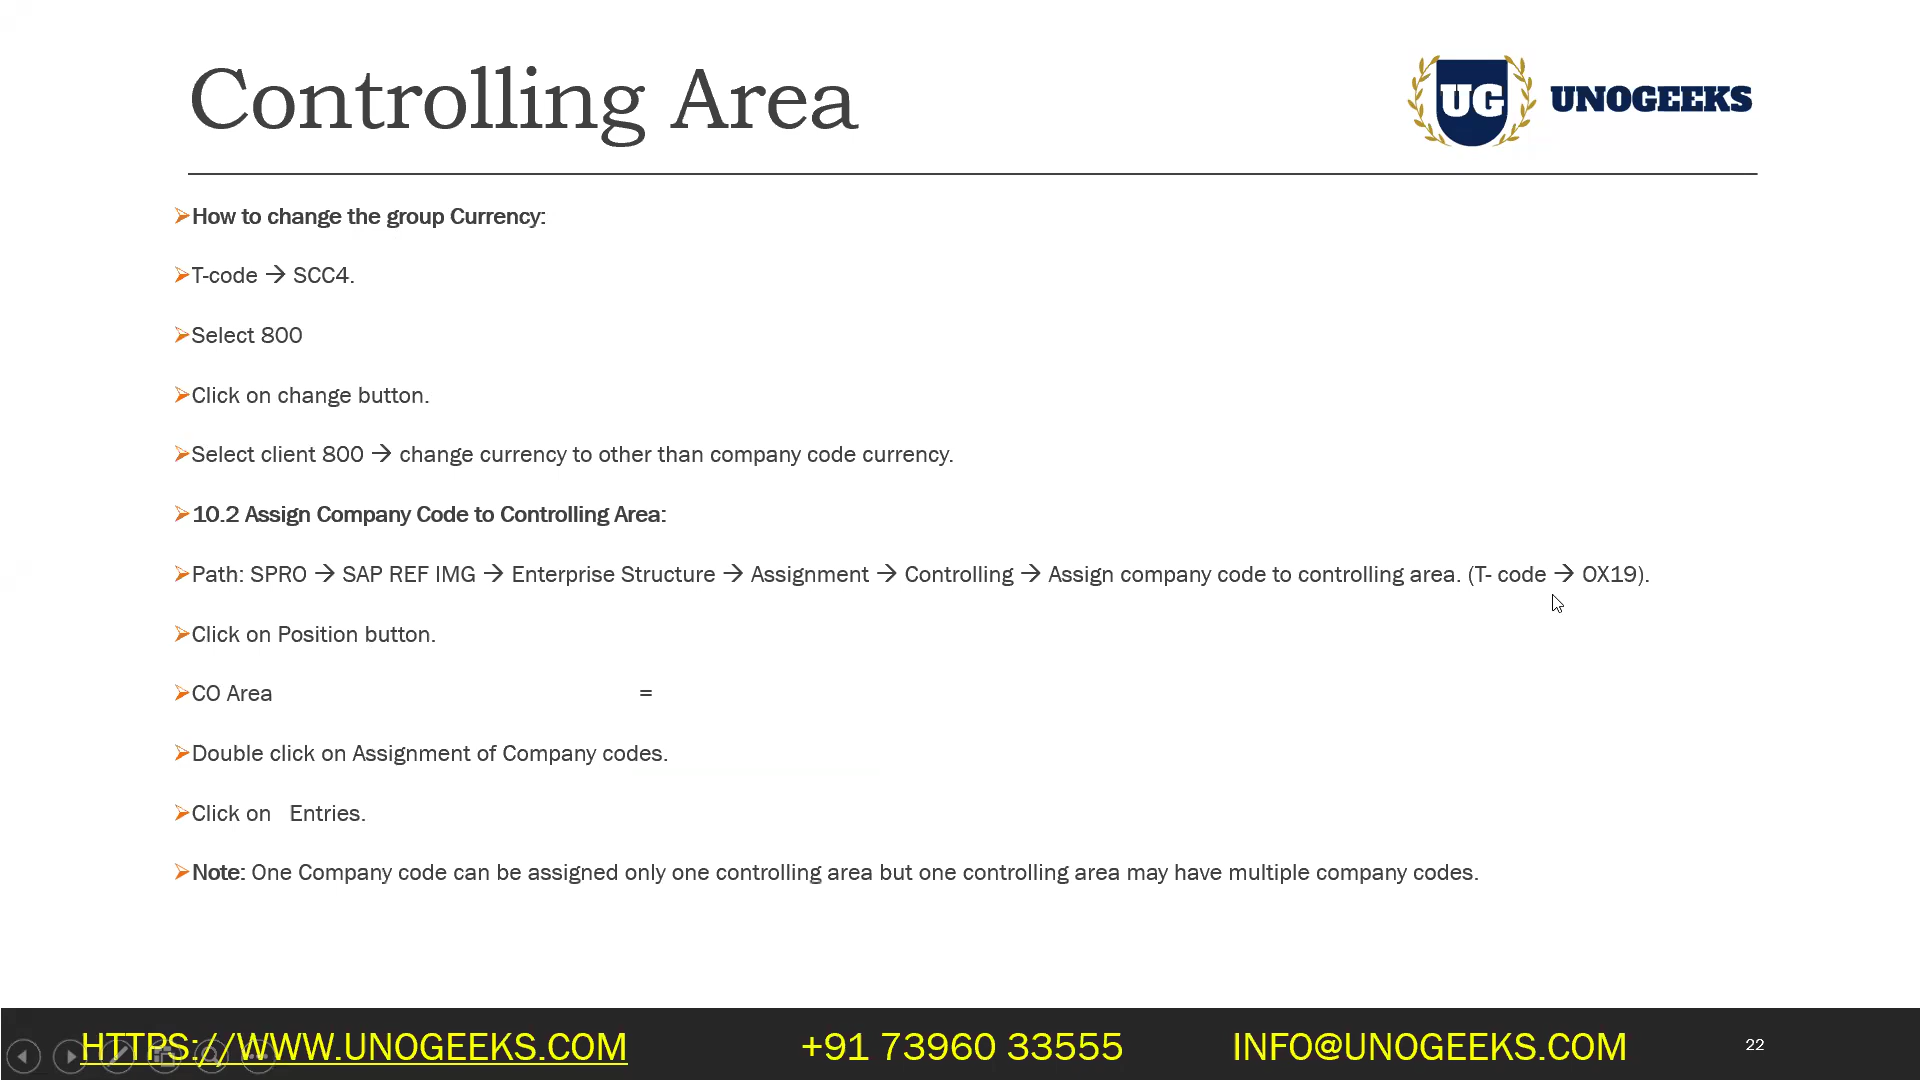 Controlling Area
UG UNOGEEKS
How to change the group Currency:
T-code → SCC4.
Select 800
Click on change button.
Select client 800 → change currency to other than company code currency.
10.2 Assign Company Code to Controlling Area:
Path: SPRO → SAP REF IMG → Enterprise Structure → Assignment → Controlling → Assign company code to controlling area. (T- code → OX19).
Click on Position button.
CO Area =
Double click on Assignment of Company codes.
Click on Entries.
Note: One Company code can be assigned only one controlling area but one controlling area may have multiple company codes.
HTTPS://WWW.UNOGEEKS.COM +91 73960 33555 INFO@UNOGEEKS.COM 22